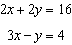 2x + 2y = 16
3x − y = 4